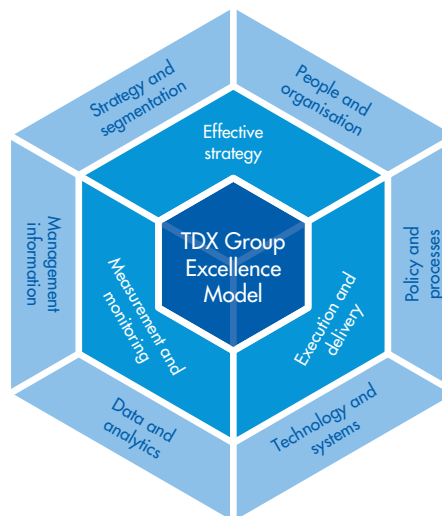 Strategy and
segmentation
People and
organisation
Effective
strategy
Management
information
TDX Group
Excellence
Model
Policy and
processes
Measurement and
monitoring
Execution and
delivery
Data and
analytics
Technology and
systems